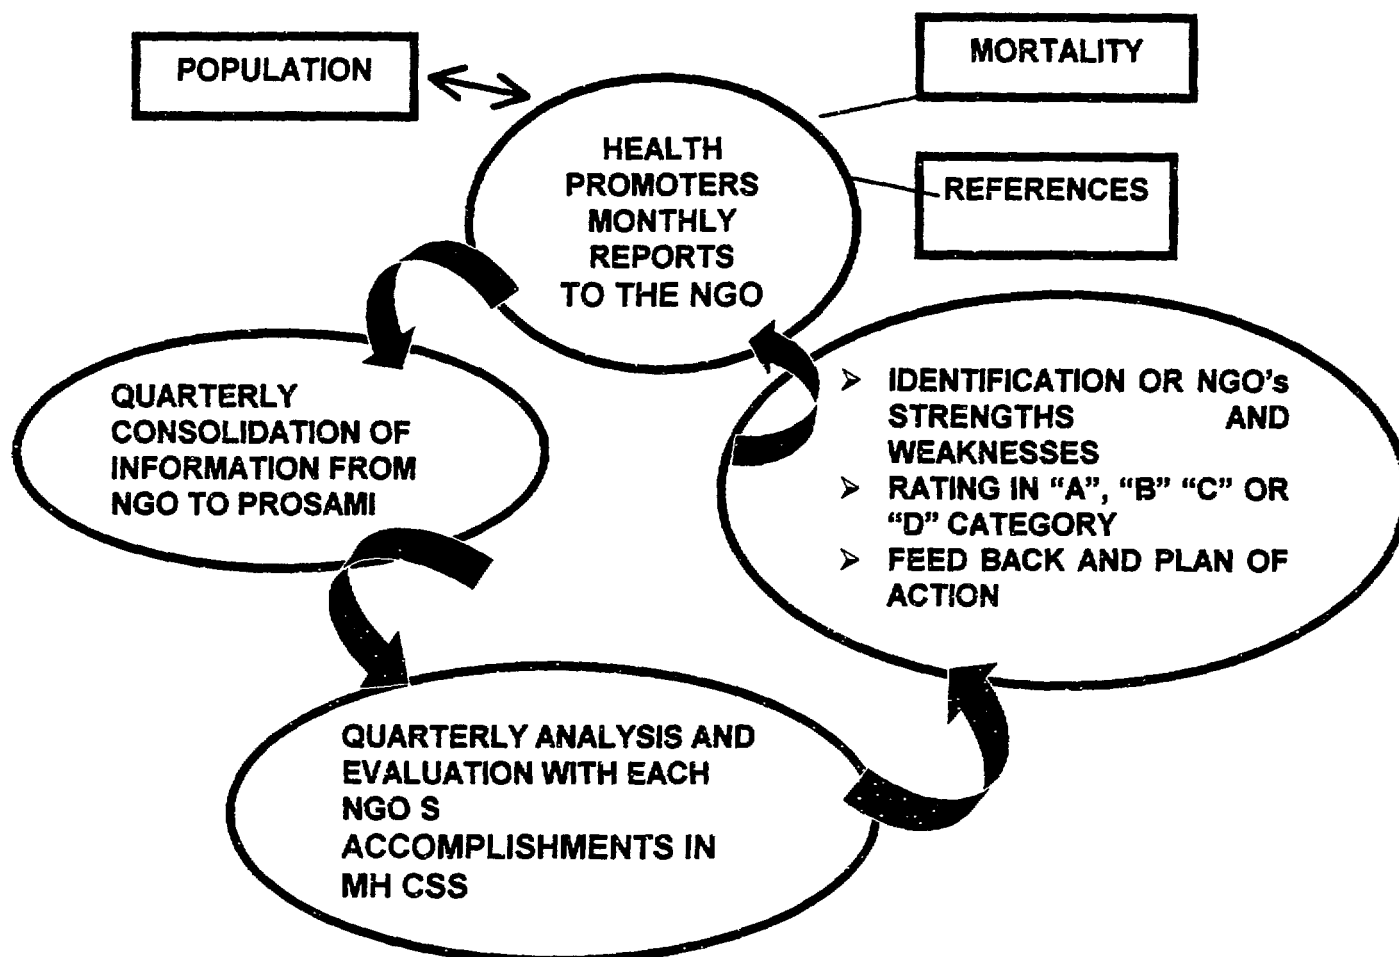 POPULATION
MORTALITY
HEALTH
PROMOTERS
MONTHLY
REPORTS
TO THE NGO
REFERENCES
QUARTERLY
CONSOLIDATION OF
INFORMATION FROM
NGO TO PROSAMI
➢ IDENTIFICATION OR NGO's
STRENGTHS AND
WEAKNESSES
➢ RATING IN “A”, “B” “C” OR
“D” CATEGORY
➢ FEED BACK AND PLAN OF
ACTION
QUARTERLY ANALYSIS AND
EVALUATION WITH EACH
NGO S
ACCOMPLISHMENTS IN
MH CSS